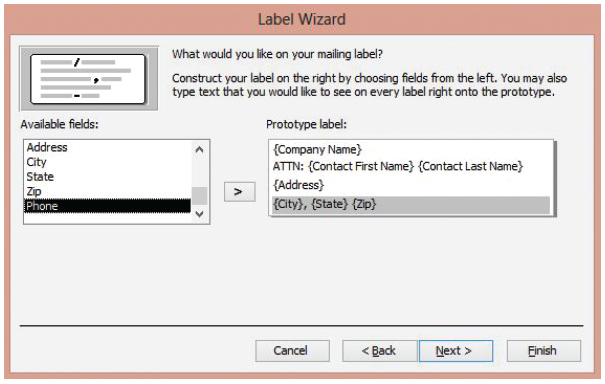 Label Wizard
What would you like on your mailing label?
Construct your label on the right by choosing fields from the left. You may also
type text that you would like to see on every label right onto the prototype.
Available fields:
Address
City
State
Zip
Phone
>
Prototype label:
{Company Name}
ATTN: {Contact First Name} {Contact Last Name}
{Address}
{City}, {State} {Zip}
Cancel
< Back
Next >
Finish